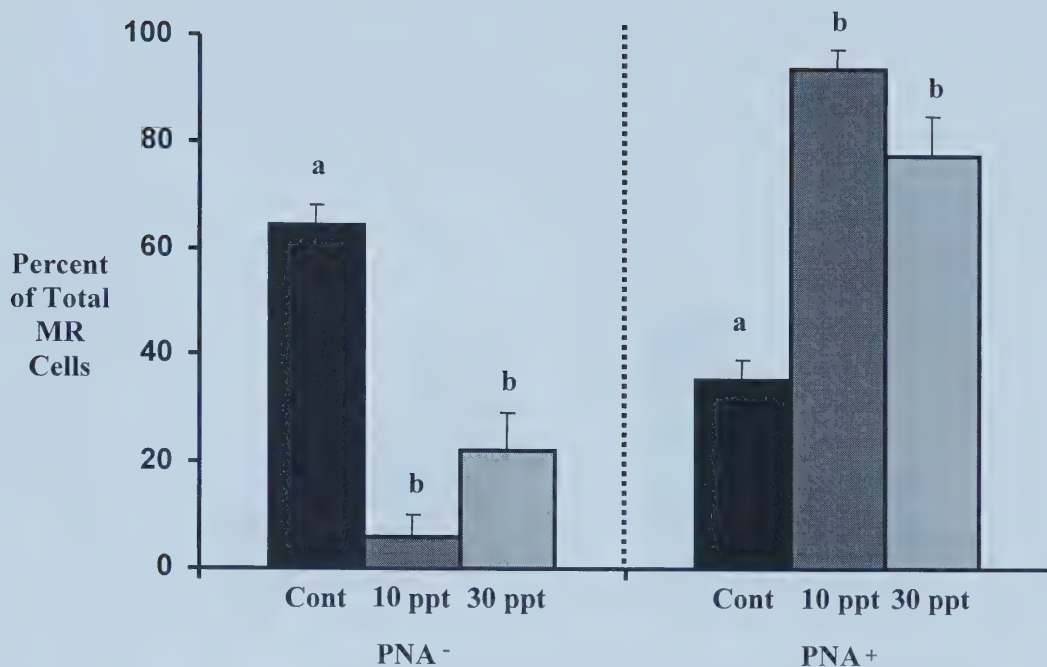 100
80
60
40
20
0
Percent
of Total
MR
Cells
a
b
b
a
b
b
Cont 10 ppt 30 ppt
Cont 10 ppt 30 ppt
PNA -
PNA +